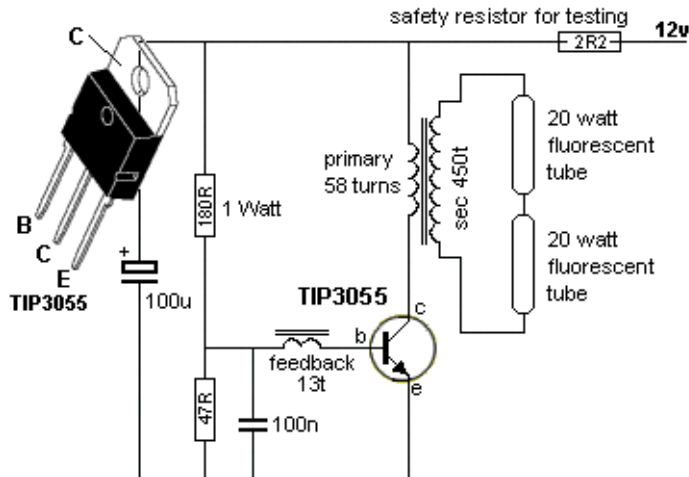 safety resistor for testing
2R2
12v
C
180R
1 Watt
primary
58 turns
sec 450t
20 watt
fluorescent
tube
20 watt
fluorescent
tube
B
C
E
TIP3055
+
100u
TIP3055
c
b
e
feedback
13t
47R
100n